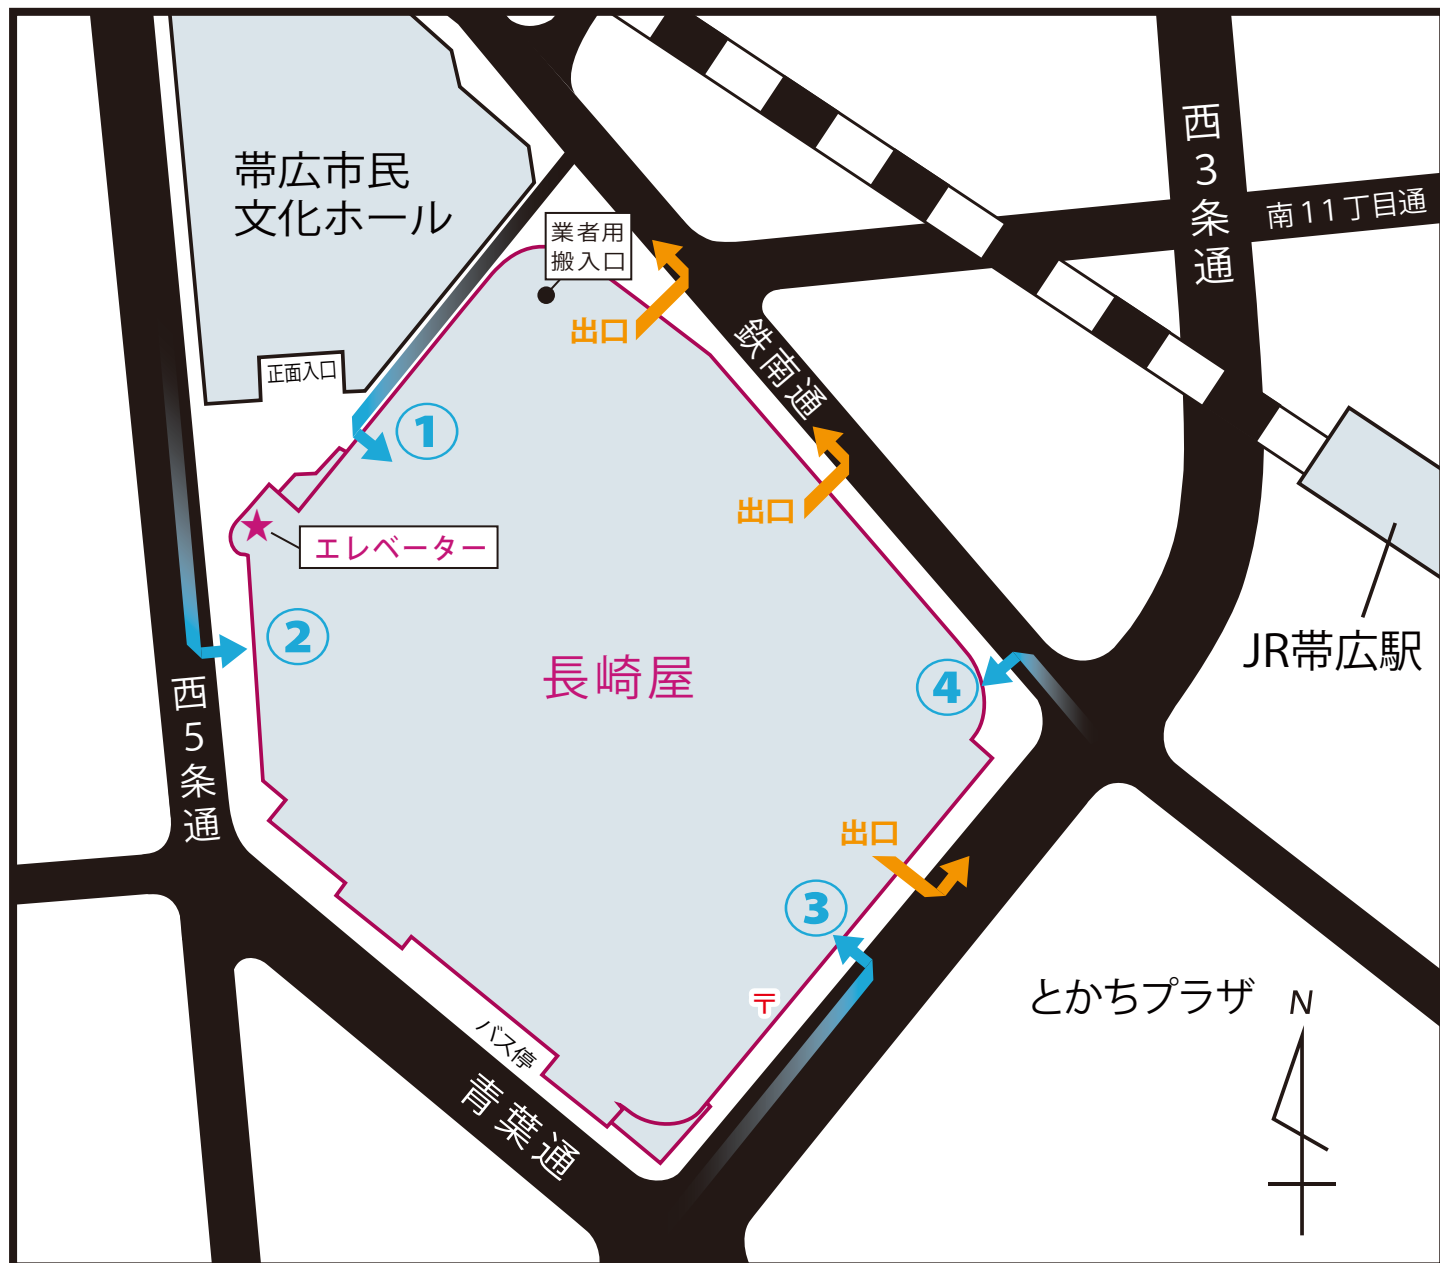 帯広市民
文化ホール
正面入口
業者用
搬入口
出口
西3条通
南11丁目通
鉄南通
①
出口
エレベーター
②
長崎屋
④
JR帯広駅
西5条通
出口
③
〒
とかちプラザ
N
バス停
青葉通